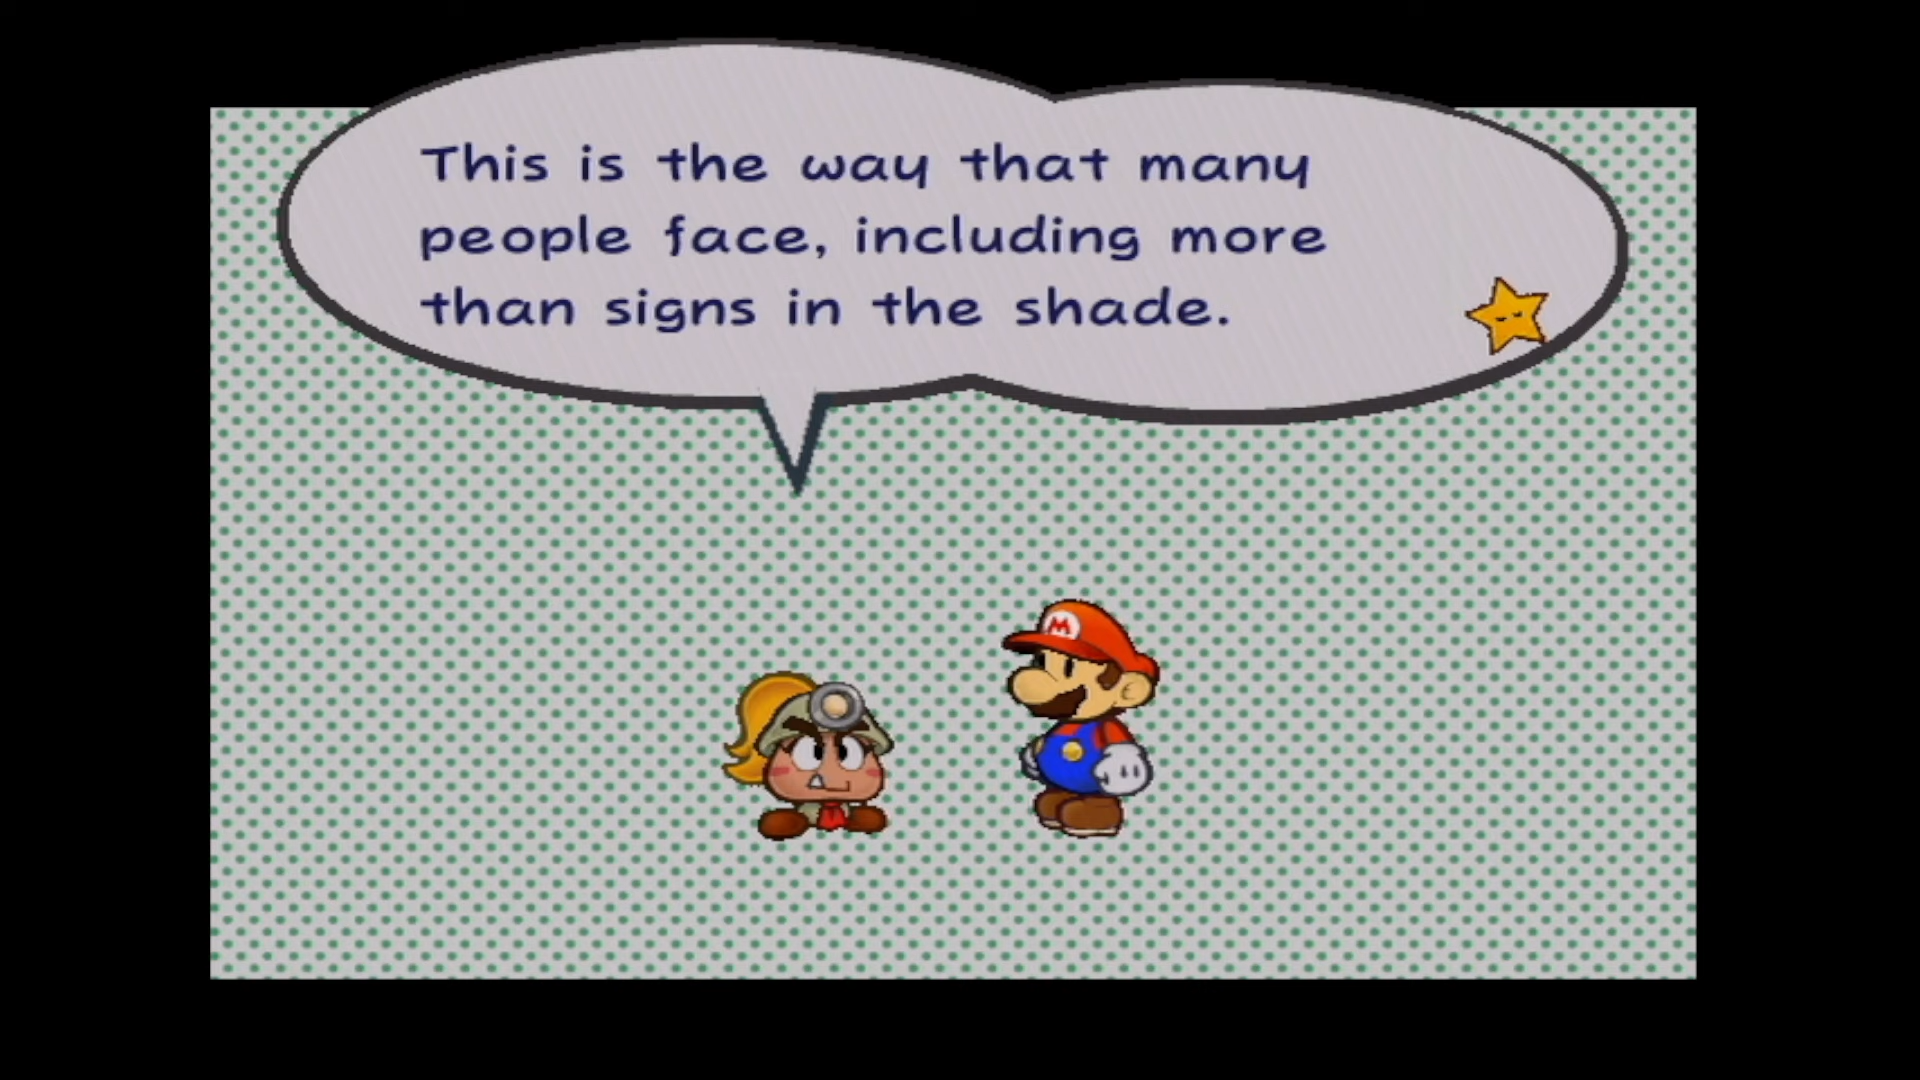 This is the way that many
people face, including more
than signs in the shade.
M